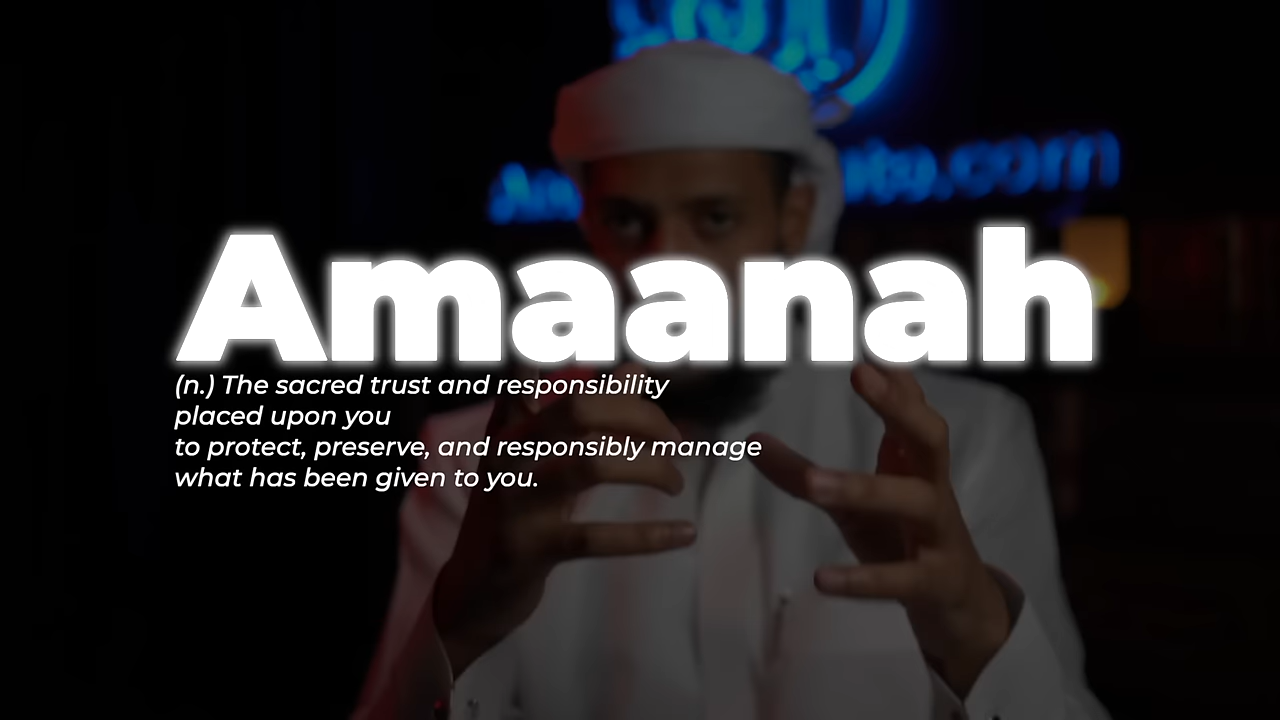 Amaanah
(n.) The sacred trust and responsibility
placed upon you
to protect, preserve, and responsibly manage
what has been given to you.